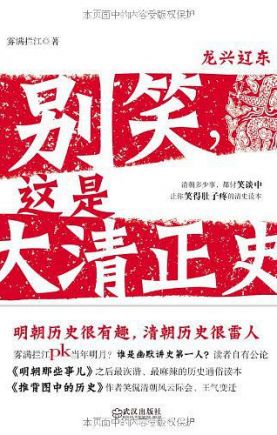 本页面中的内容受版权保护
雾满拦江◎著
龙兴辽东
别笑，
这是
大清正史
清朝多少事，都付笑谈中
让你笑得肚子疼的清史读本
明朝历史很有趣，清朝历史很雷人
雾满拦江pk当年明月？谁是幽默讲史第一人？读者自有公论
《明朝那些事儿》之后最诙谐、最麻辣的历史通俗读本
《推背图中的历史》作者笑侃清朝风云际会、王气变迁
武汉出版社
本页面中的内容受版权保护